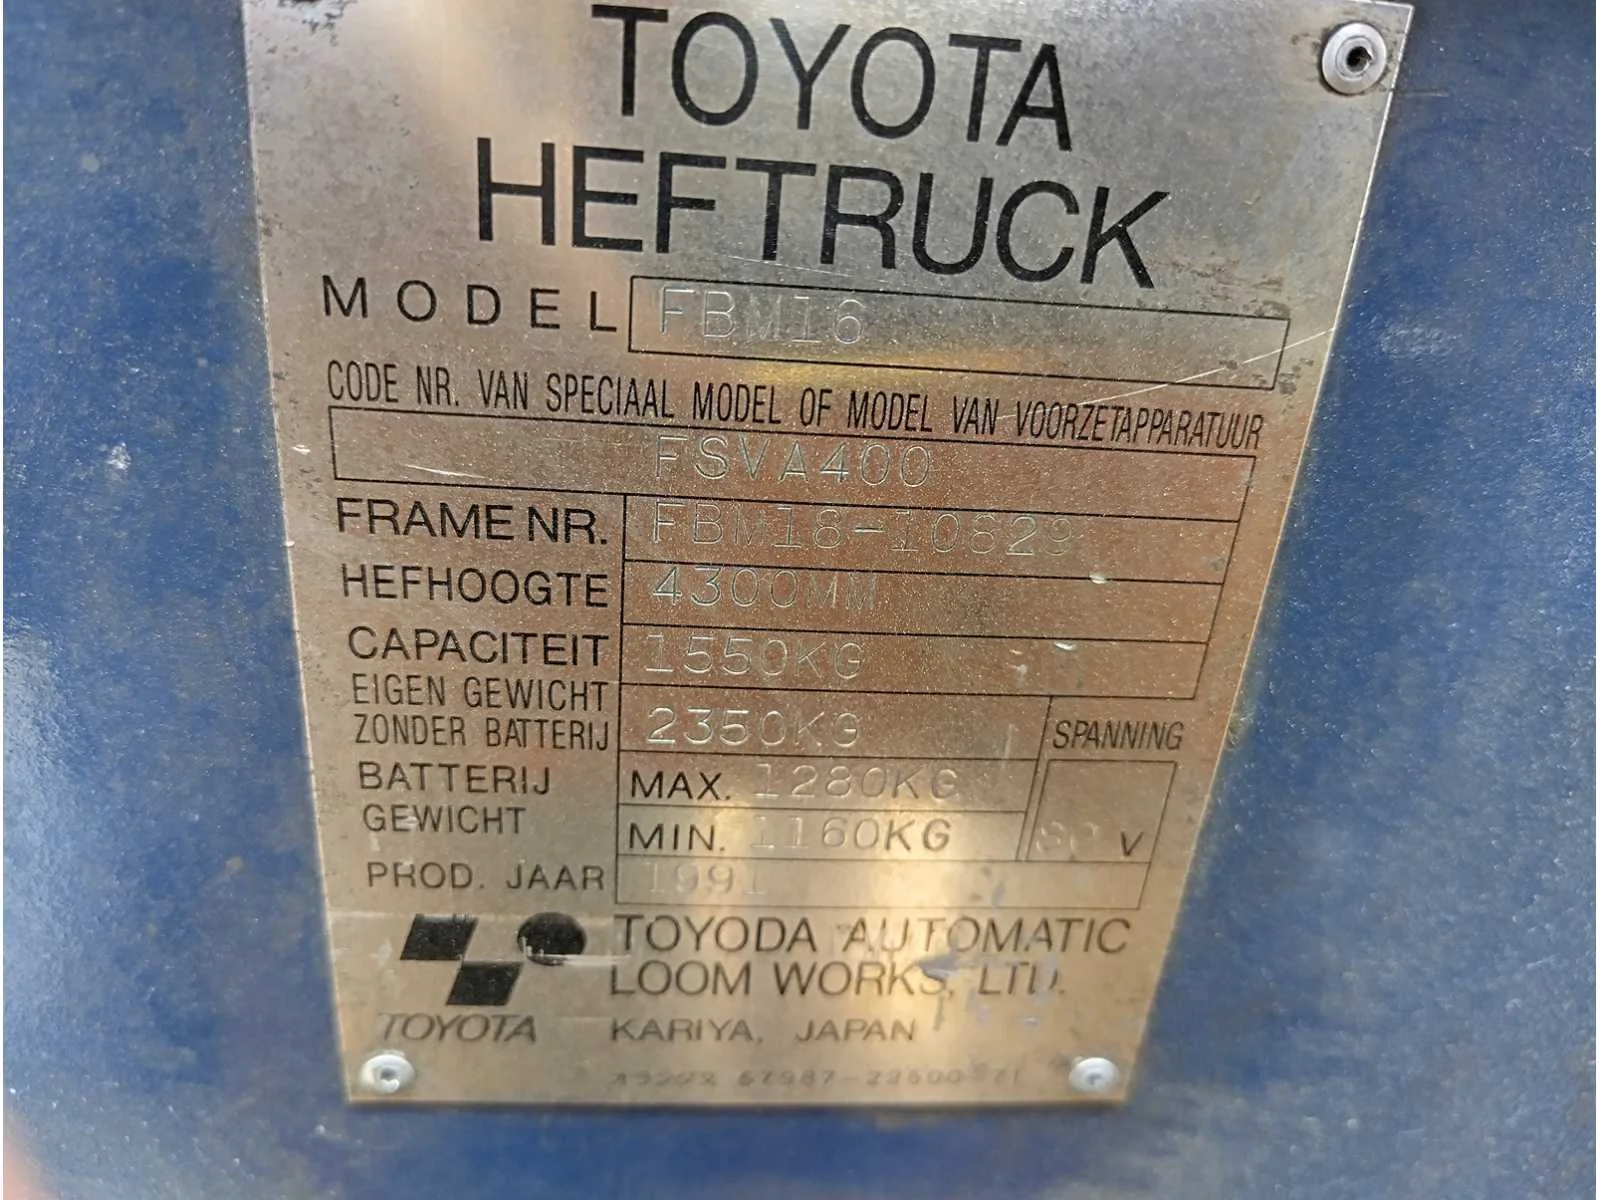 TOYOTA
HEFTRUCK
MODEL FBM16
CODE NR. VAN SPECIAAL MODEL OF MODEL VAN VOORZETAPPARATUUR
FSVA400
FRAME NR. FBM18-10629
HEFHOOGTE 4300MM
CAPACITEIT 1550KG
EIGEN GEWICHT
ZONDER BATTERIJ 2350KG SPANNING
BATTERIJ MAX. 1280KG
GEWICHT MIN. 1160KG V
PROD. JAAR 1991
TOYODA AUTOMATIC
LOOM WORKS, LTD.
TOYOTA KARIYA, JAPAN